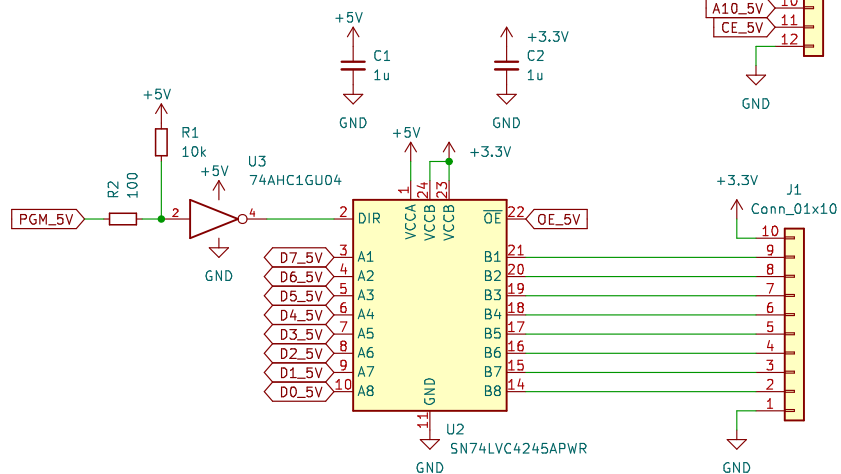 A10_5V 10
CE_5V 11
12
GND
+5V
C1
1u
GND
+3.3V
C2
1u
GND
+5V
R1
10k
R2
100
PGM_5V
+5V
U3
74AHC1GU04
2
4
GND
+5V
+3.3V
1
24
23
VCCA
VCCB
VCCB
2 DIR
OE 22 OE_5V
D7_5V 3 A1 B1 21
D6_5V 4 A2 B2 20
D5_5V 5 A3 B3 19
D4_5V 6 A4 B4 18
D3_5V 7 A5 B5 17
D2_5V 8 A6 B6 16
D1_5V 9 A7 B7 15
D0_5V 10 A8 B8 14
GND
11
U2
SN74LVC4245APWR
GND
+3.3V
J1
Conn_01x10
10
9
8
7
6
5
4
3
2
1
GND